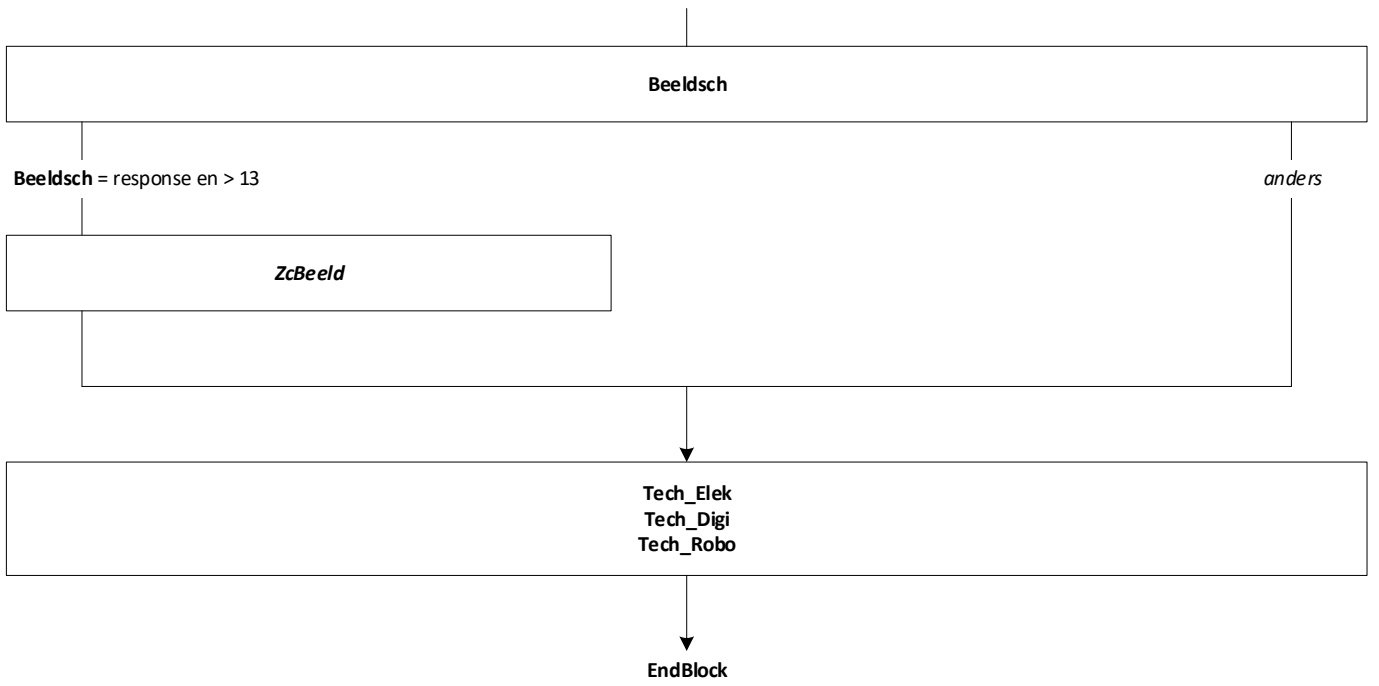 Beeldsch
Beeldsch = response en > 13
anders
ZcBeeld
Tech_Elek
Tech_Digi
Tech_Robo
EndBlock